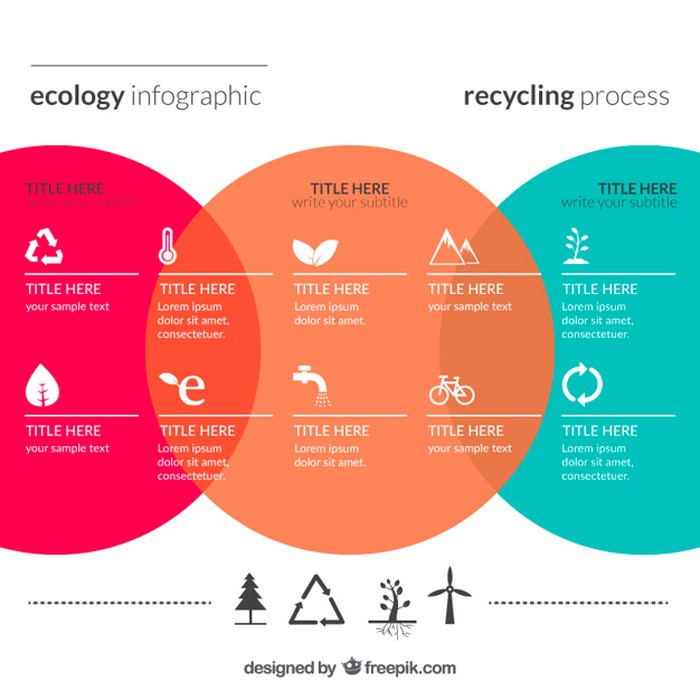 ecology infographic
recycling process
TITLE HERE
write your subtitle
TITLE HERE
write your subtitle
TITLE HERE
write your subtitle
TITLE HERE
your sample text
TITLE HERE
Lorem ipsum
dolor sit amet,
consectetuer.
TITLE HERE
Lorem ipsum
dolor sit amet.
TITLE HERE
your sample text
TITLE HERE
Lorem ipsum
dolor sit amet,
consectetuer.
e
TITLE HERE
your sample text
TITLE HERE
Lorem ipsum
dolor sit amet,
consectetuer.
TITLE HERE
Lorem ipsum
dolor sit amet.
TITLE HERE
your sample text
TITLE HERE
Lorem ipsum
dolor sit amet,
consectetuer.
designed by freepik.com